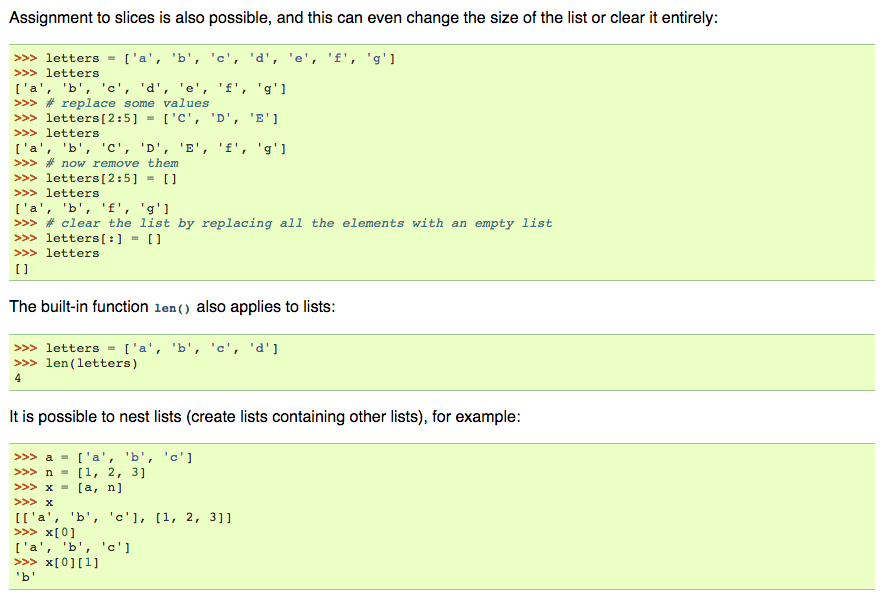 Assignment to slices is also possible, and this can even change the size of the list or clear it entirely:
>>> letters = ['a', 'b', 'c', 'd', 'e', 'f', 'g']
>>> letters
['a', 'b', 'c', 'd', 'e', 'f', 'g']
>>> # replace some values
>>> letters[2:5] = ['C', 'D', 'E']
>>> letters
['a', 'b', 'C', 'D', 'E', 'f', 'g']
>>> # now remove them
>>> letters[2:5] = []
>>> letters
['a', 'b', 'f', 'g']
>>> # clear the list by replacing all the elements with an empty list
>>> letters[:] = []
>>> letters
[]
The built-in function len() also applies to lists:
>>> letters = ['a', 'b', 'c', 'd']
>>> len(letters)
4
It is possible to nest lists (create lists containing other lists), for example:
>>> a = ['a', 'b', 'c']
>>> n = [1, 2, 3]
>>> x = [a, n]
>>> x
[['a', 'b', 'c'], [1, 2, 3]]
>>> x[0]
['a', 'b', 'c']
>>> x[0][1]
'b'